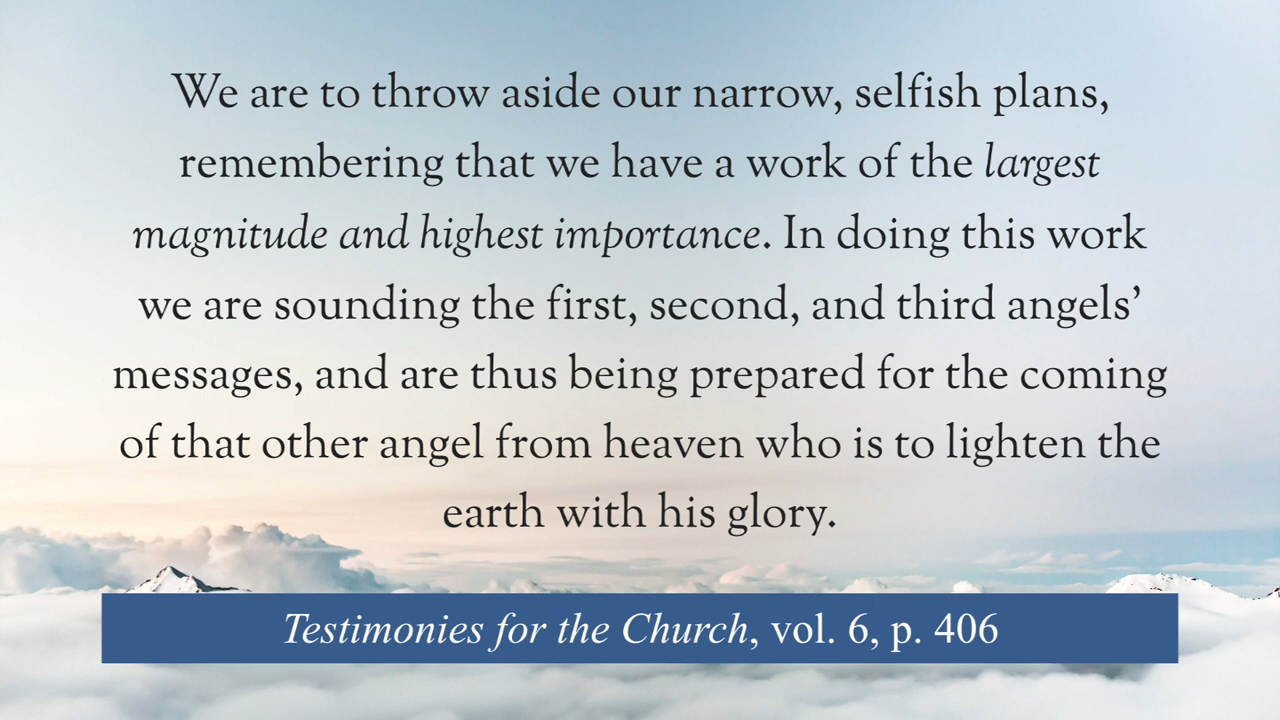 We are to throw aside our narrow, selfish plans,
remembering that we have a work of the largest
magnitude and highest importance. In doing this work
we are sounding the first, second, and third angels’
messages, and are thus being prepared for the coming
of that other angel from heaven who is to lighten the
earth with his glory.
Testimonies for the Church, vol. 6, p. 406